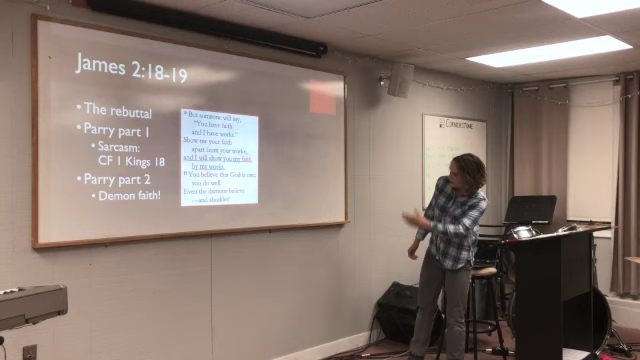 James 2:18-19
• The rebuttal
• Parry part 1
• Sarcasm:
CF 1 Kings 18
• Parry part 2
• Demon faith!
18 But someone will say,
"You have faith
and I have works."
Show me your faith
apart from your works,
and I will show you my faith
by my works.
19 You believe that God is one;
you do well.
Even the demons believe
—and shudder!
CORNERSTONE